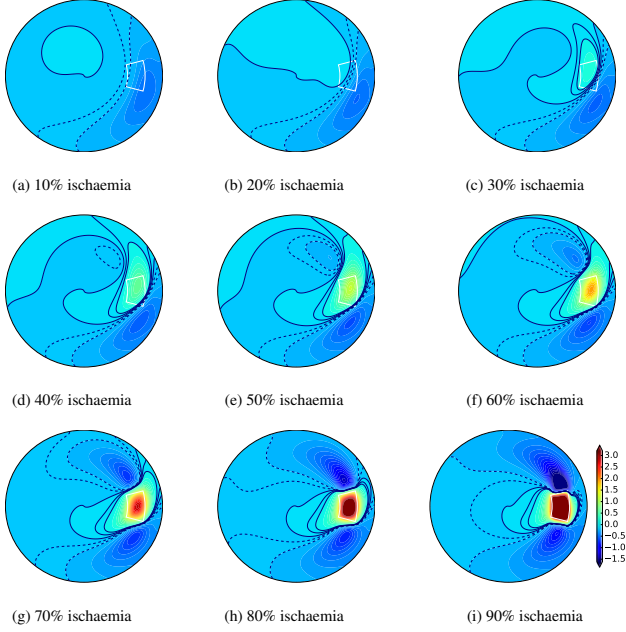 (a) 10% ischaemia
(b) 20% ischaemia
(c) 30% ischaemia
(d) 40% ischaemia
(e) 50% ischaemia
(f) 60% ischaemia
3.0
2.5
2.0
1.5
1.0
0.5
0.0
−0.5
−1.0
−1.5
(g) 70% ischaemia
(h) 80% ischaemia
(i) 90% ischaemia